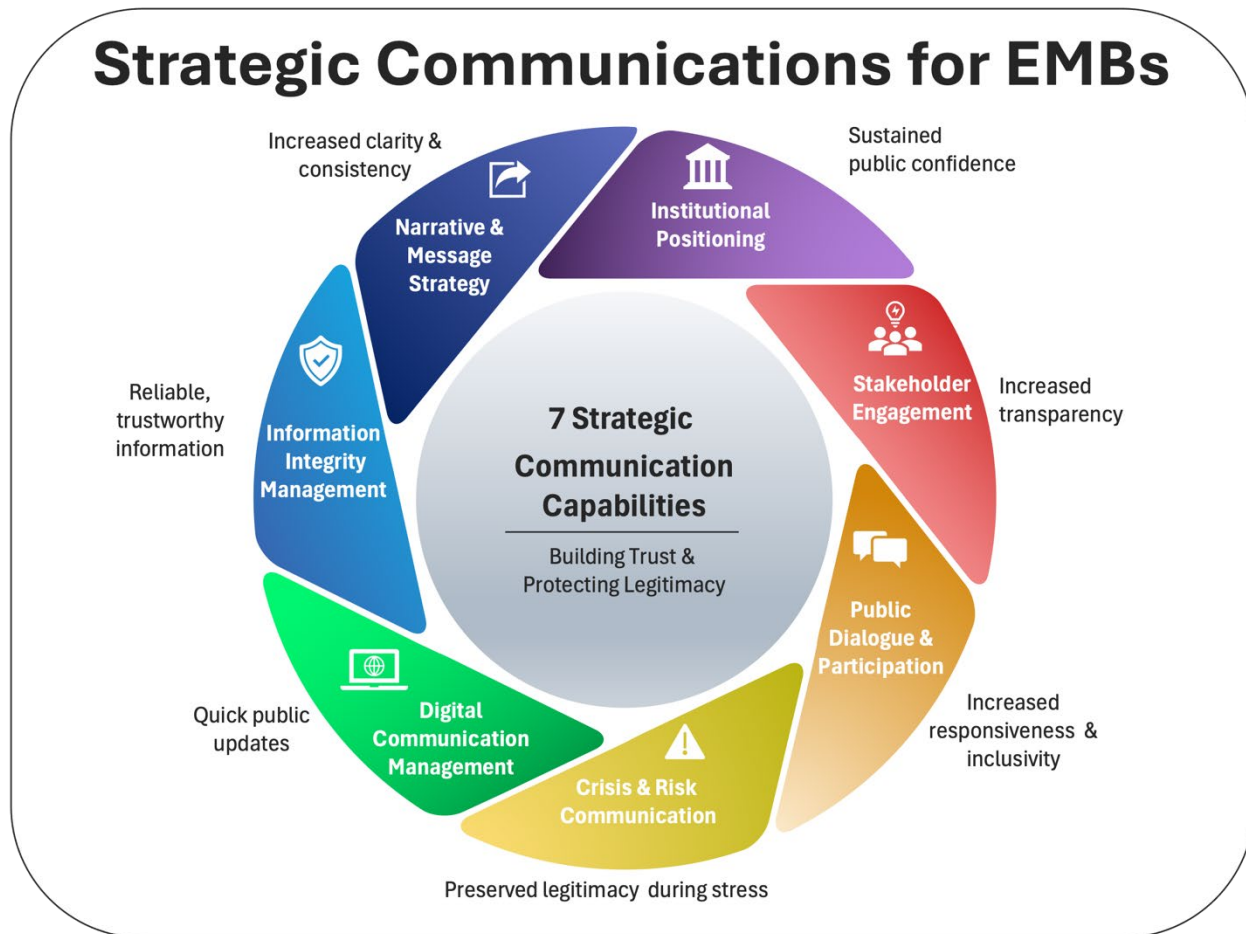 Strategic Communications for EMBs
Increased clarity &
consistency
Narrative &
Message
Strategy
Institutional
Positioning
Sustained
public confidence
Stakeholder
Engagement
Increased
transparency
Public
Dialogue &
Participation
Increased
responsiveness &
inclusivity
Crisis & Risk
Communication
Preserved legitimacy during stress
Digital
Communication
Management
Quick public
updates
Information
Integrity
Management
Reliable,
trustworthy
information
7 Strategic
Communication
Capabilities
Building Trust &
Protecting Legitimacy